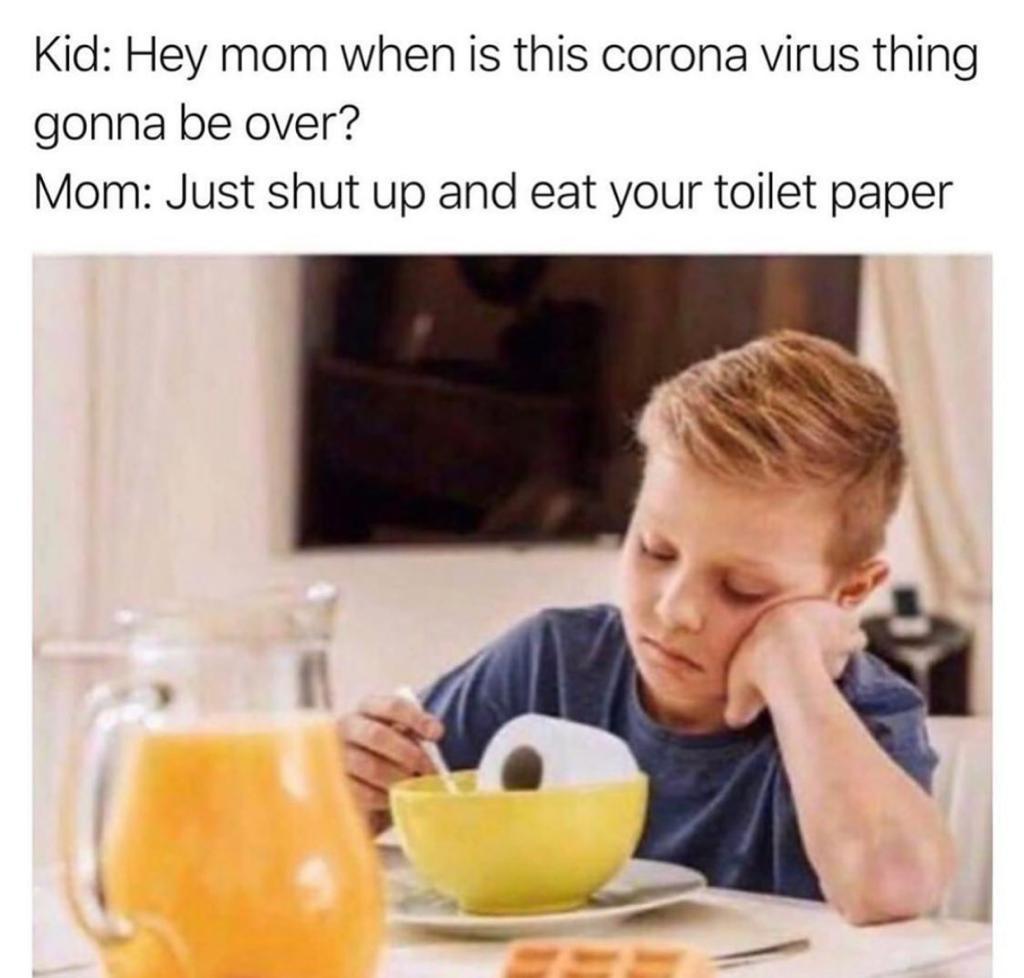 Kid: Hey mom when is this corona virus thing
gonna be over?
Mom: Just shut up and eat your toilet paper